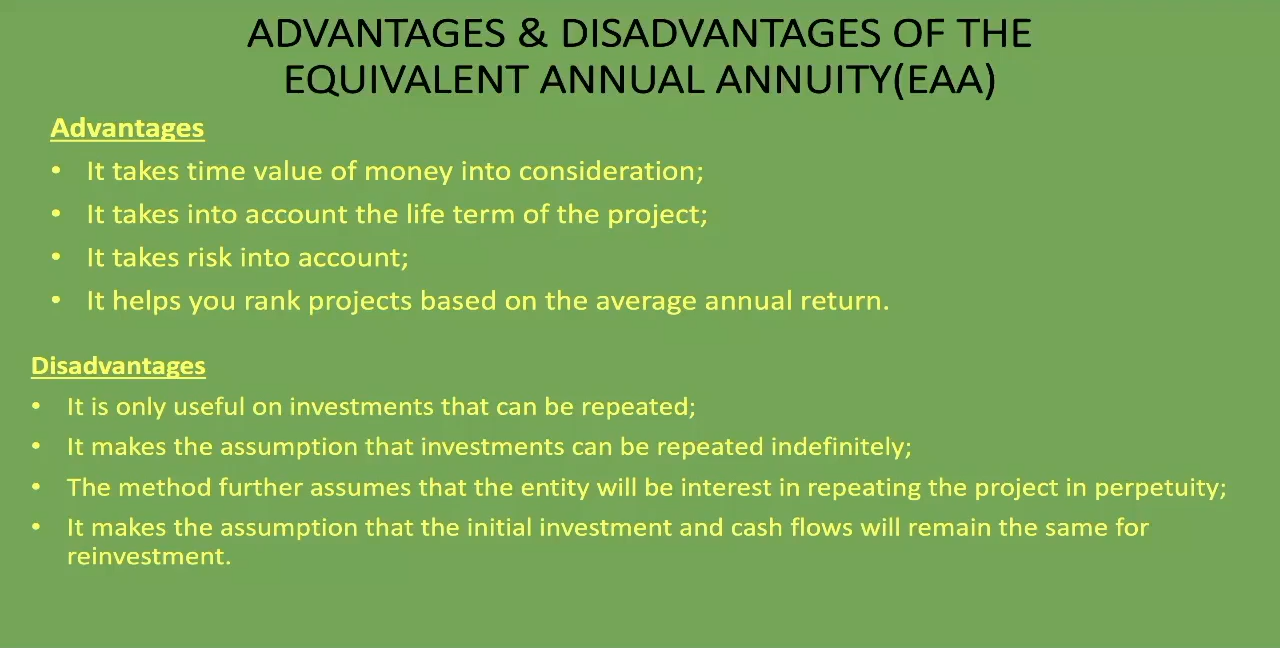 ADVANTAGES & DISADVANTAGES OF THE
EQUIVALENT ANNUAL ANNUITY(EAA)
Advantages
• It takes time value of money into consideration;
• It takes into account the life term of the project;
• It takes risk into account;
• It helps you rank projects based on the average annual return.
Disadvantages
• It is only useful on investments that can be repeated;
• It makes the assumption that investments can be repeated indefinitely;
• The method further assumes that the entity will be interest in repeating the project in perpetuity;
• It makes the assumption that the initial investment and cash flows will remain the same for
reinvestment.